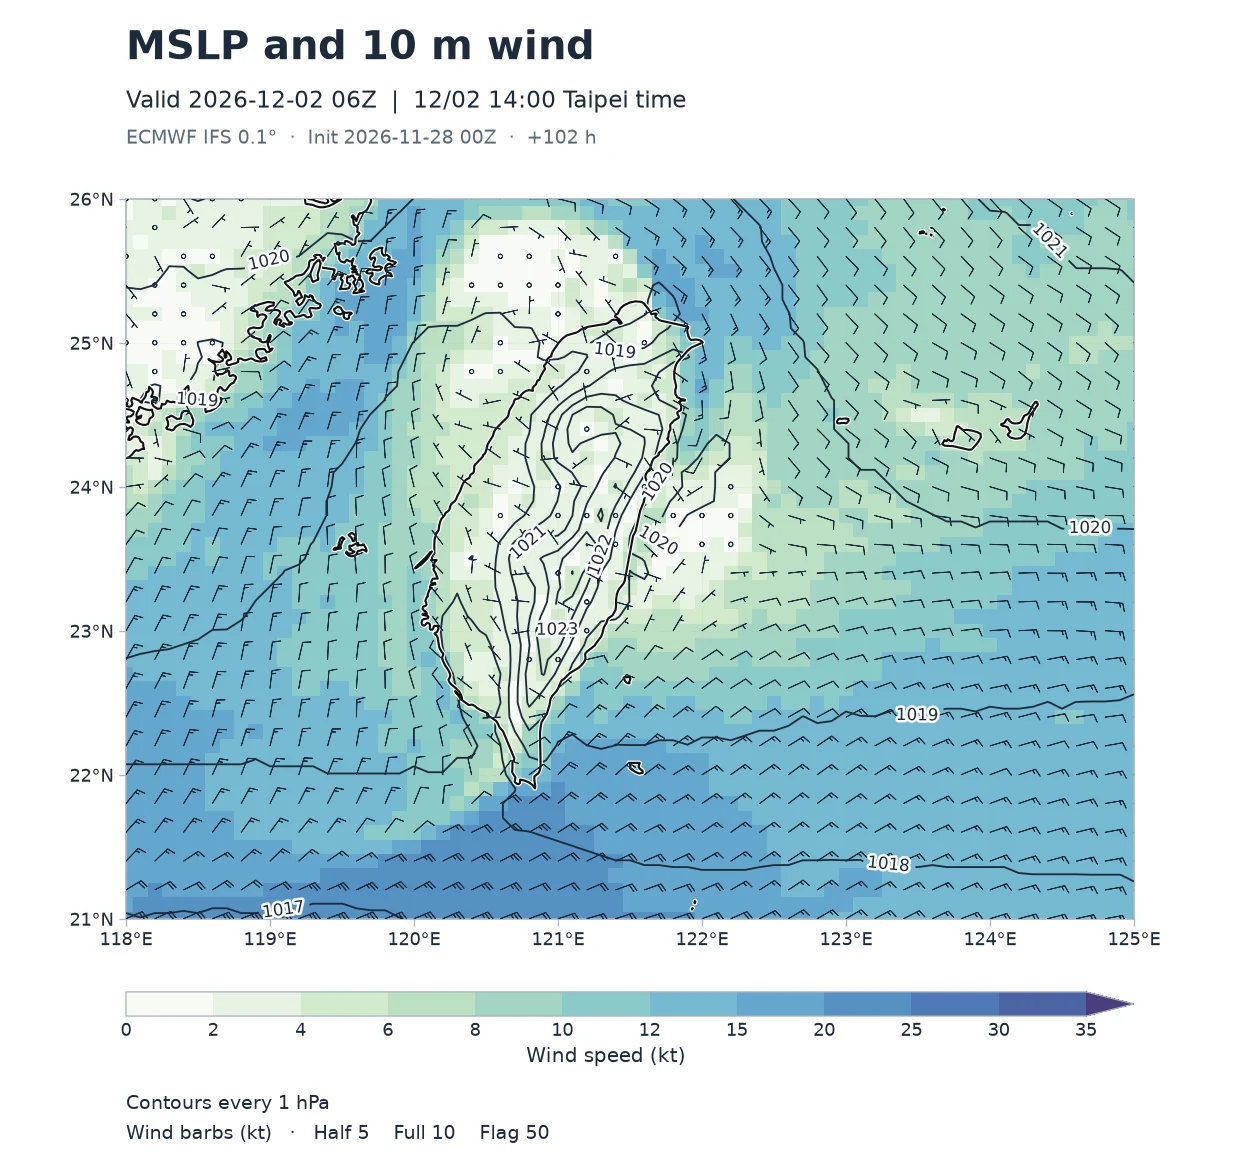 MSLP and 10 m wind
Valid 2026-12-02 06Z | 12/02 14:00 Taipei time
ECMWF IFS 0.1° · Init 2026-11-28 00Z · +102 h
26°N
1021
1020
25°N
1019
1019
24°N
1020
1020
1020
1021
1022
23°N
1023
1019
22°N
1018
1017
21°N
118°E 119°E 120°E 121°E 122°E 123°E 124°E 125°E
0 2 4 6 8 10 12 15 20 25 30 35
Wind speed (kt)
Contours every 1 hPa
Wind barbs (kt) · Half 5 Full 10 Flag 50